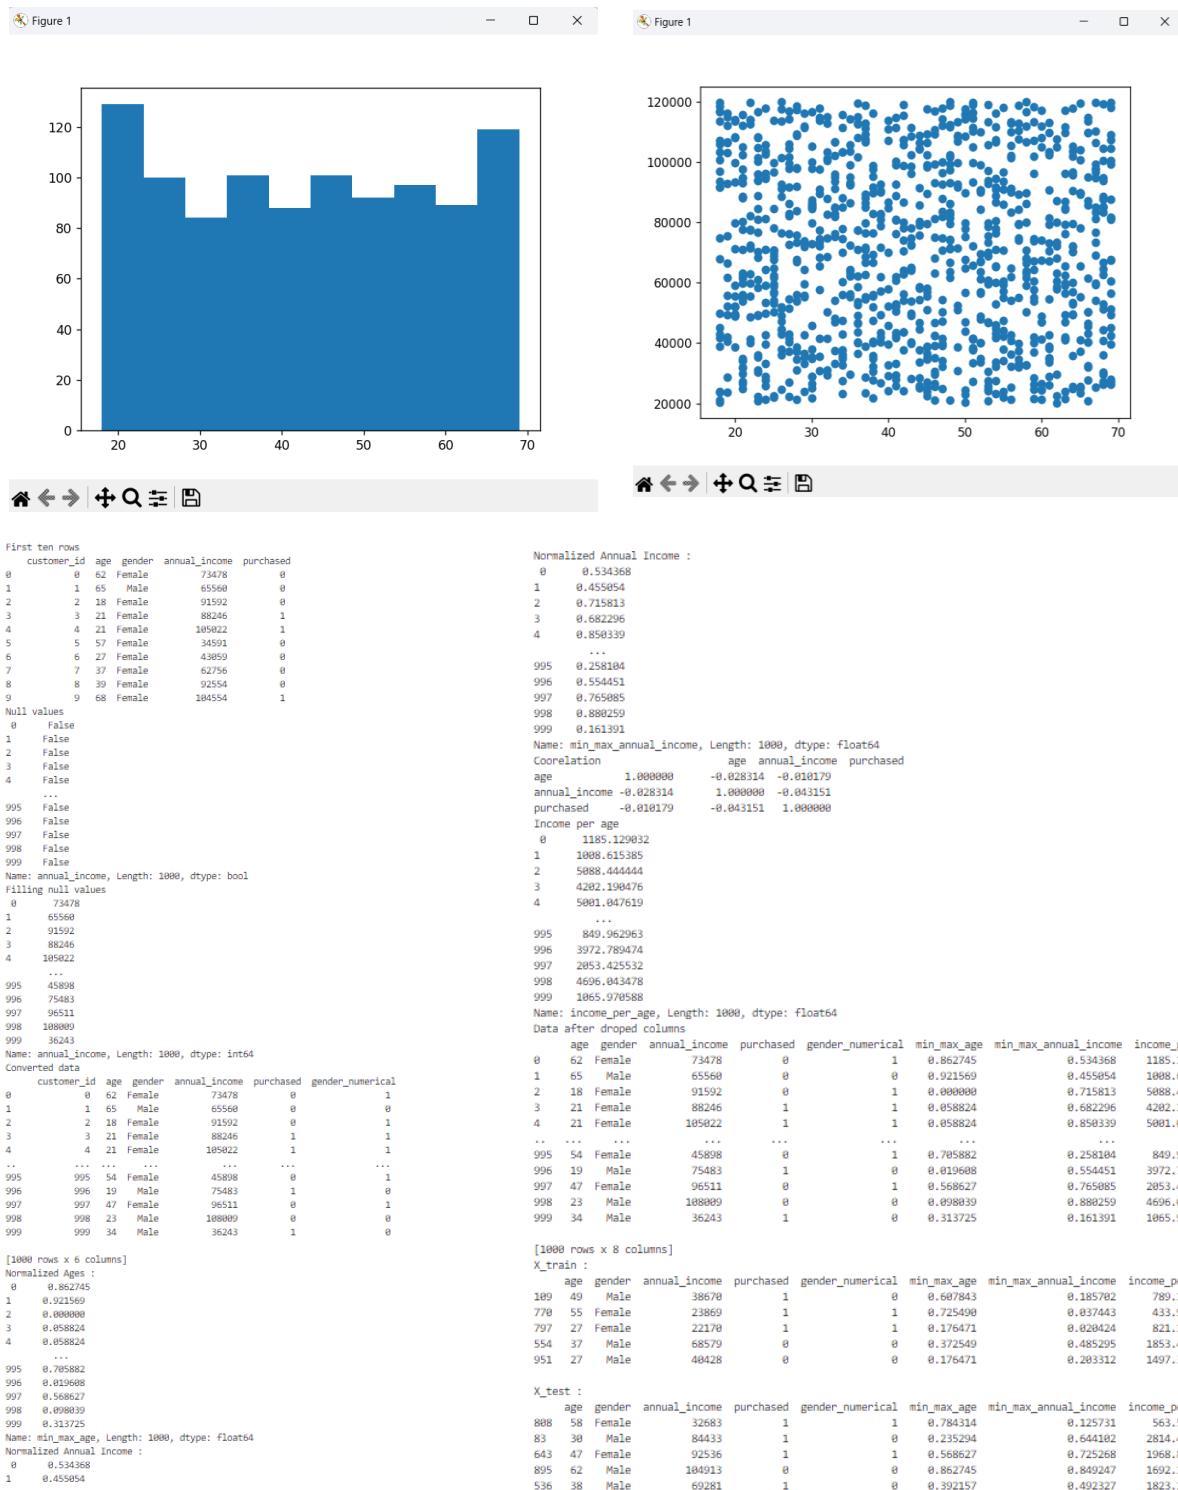 Figure 1
120
100
80
60
40
20
0
20 30 40 50 60 70
Figure 1
120000
100000
80000
60000
40000
20000
20 30 40 50 60 70
First ten rows
customer_id age gender annual_income purchased
0 0 62 Female 73478 0
1 1 65 Male 65560 0
2 2 18 Female 91592 0
3 3 21 Female 88246 1
4 4 21 Female 105022 1
5 5 57 Female 34591 0
6 6 27 Female 43059 0
7 7 37 Female 62756 0
8 8 39 Female 92554 0
9 9 68 Female 104554 1
Null values
0 False
1 False
2 False
3 False
4 False
...
995 False
996 False
997 False
998 False
999 False
Name: annual_income, Length: 1000, dtype: bool
Filling null values
0 73478
1 65560
2 91592
3 88246
4 105022
...
995 45898
996 75483
997 96511
998 108009
999 36243
Name: annual_income, Length: 1000, dtype: int64
Converted data
customer_id age gender annual_income purchased gender_numerical
0 0 62 Female 73478 0 1
1 1 65 Male 65560 0 0
2 2 18 Female 91592 0 1
3 3 21 Female 88246 1 1
4 4 21 Female 105022 1 1
.. ... ... ... ... ... ...
995 995 54 Female 45898 0 1
996 996 19 Male 75483 1 0
997 997 47 Female 96511 0 1
998 998 23 Male 108009 0 0
999 999 34 Male 36243 1 0
[1000 rows x 6 columns]
Normalized Ages :
0 0.862745
1 0.921569
2 0.000000
3 0.058824
4 0.058824
...
995 0.705882
996 0.019608
997 0.568627
998 0.098039
999 0.313725
Name: min_max_age, Length: 1000, dtype: float64
Normalized Annual Income :
0 0.534368
1 0.455054
Normalized Annual Income :
0 0.534368
1 0.455054
2 0.715813
3 0.682296
4 0.850339
...
995 0.258104
996 0.554451
997 0.765085
998 0.880259
999 0.161391
Name: min_max_annual_income, Length: 1000, dtype: float64
Coorelation age annual_income purchased
age 1.000000 -0.028314 -0.010179
annual_income -0.028314 1.000000 -0.043151
purchased -0.010179 -0.043151 1.000000
Income per age
0 1185.129032
1 1008.615385
2 5088.444444
3 4202.190476
4 5001.047619
...
995 849.962963
996 3972.789474
997 2053.425532
998 4696.043478
999 1065.970588
Name: income_per_age, Length: 1000, dtype: float64
Data after droped columns
age gender annual_income purchased gender_numerical min_max_age min_max_annual_income income_p
0 62 Female 73478 0 1 0.862745 0.534368 1185.
1 65 Male 65560 0 0 0.921569 0.455054 1008.
2 18 Female 91592 0 1 0.000000 0.715813 5088.4
3 21 Female 88246 1 1 0.058824 0.682296 4202.
4 21 Female 105022 1 1 0.058824 0.850339 5001.
.. ... ... ... ... ... ... ...
995 54 Female 45898 0 1 0.705882 0.258104 849.
996 19 Male 75483 1 0 0.019608 0.554451 3972.
997 47 Female 96511 0 1 0.568627 0.765085 2053.4
998 23 Male 108009 0 0 0.098039 0.880259 4696.
999 34 Male 36243 1 0 0.313725 0.161391 1065.
[1000 rows x 8 columns]
X_train :
age gender annual_income purchased gender_numerical min_max_age min_max_annual_income income_p
109 49 Male 38670 1 0 0.607843 0.185702 789.
770 55 Female 23869 1 1 0.725490 0.037443 433.
797 27 Female 22170 1 1 0.176471 0.020424 821.
554 37 Male 68579 0 0 0.372549 0.485295 1853.
951 27 Male 40428 0 0 0.176471 0.203312 1497.
X_test :
age gender annual_income purchased gender_numerical min_max_age min_max_annual_income income_p
808 58 Female 32683 1 1 0.784314 0.125731 563.
83 30 Male 84433 1 0 0.235294 0.644102 2814.
643 47 Female 92536 1 1 0.568627 0.725268 1968.
895 62 Male 104913 0 0 0.862745 0.849247 1692.
536 38 Male 69281 1 0 0.392157 0.492327 1823.